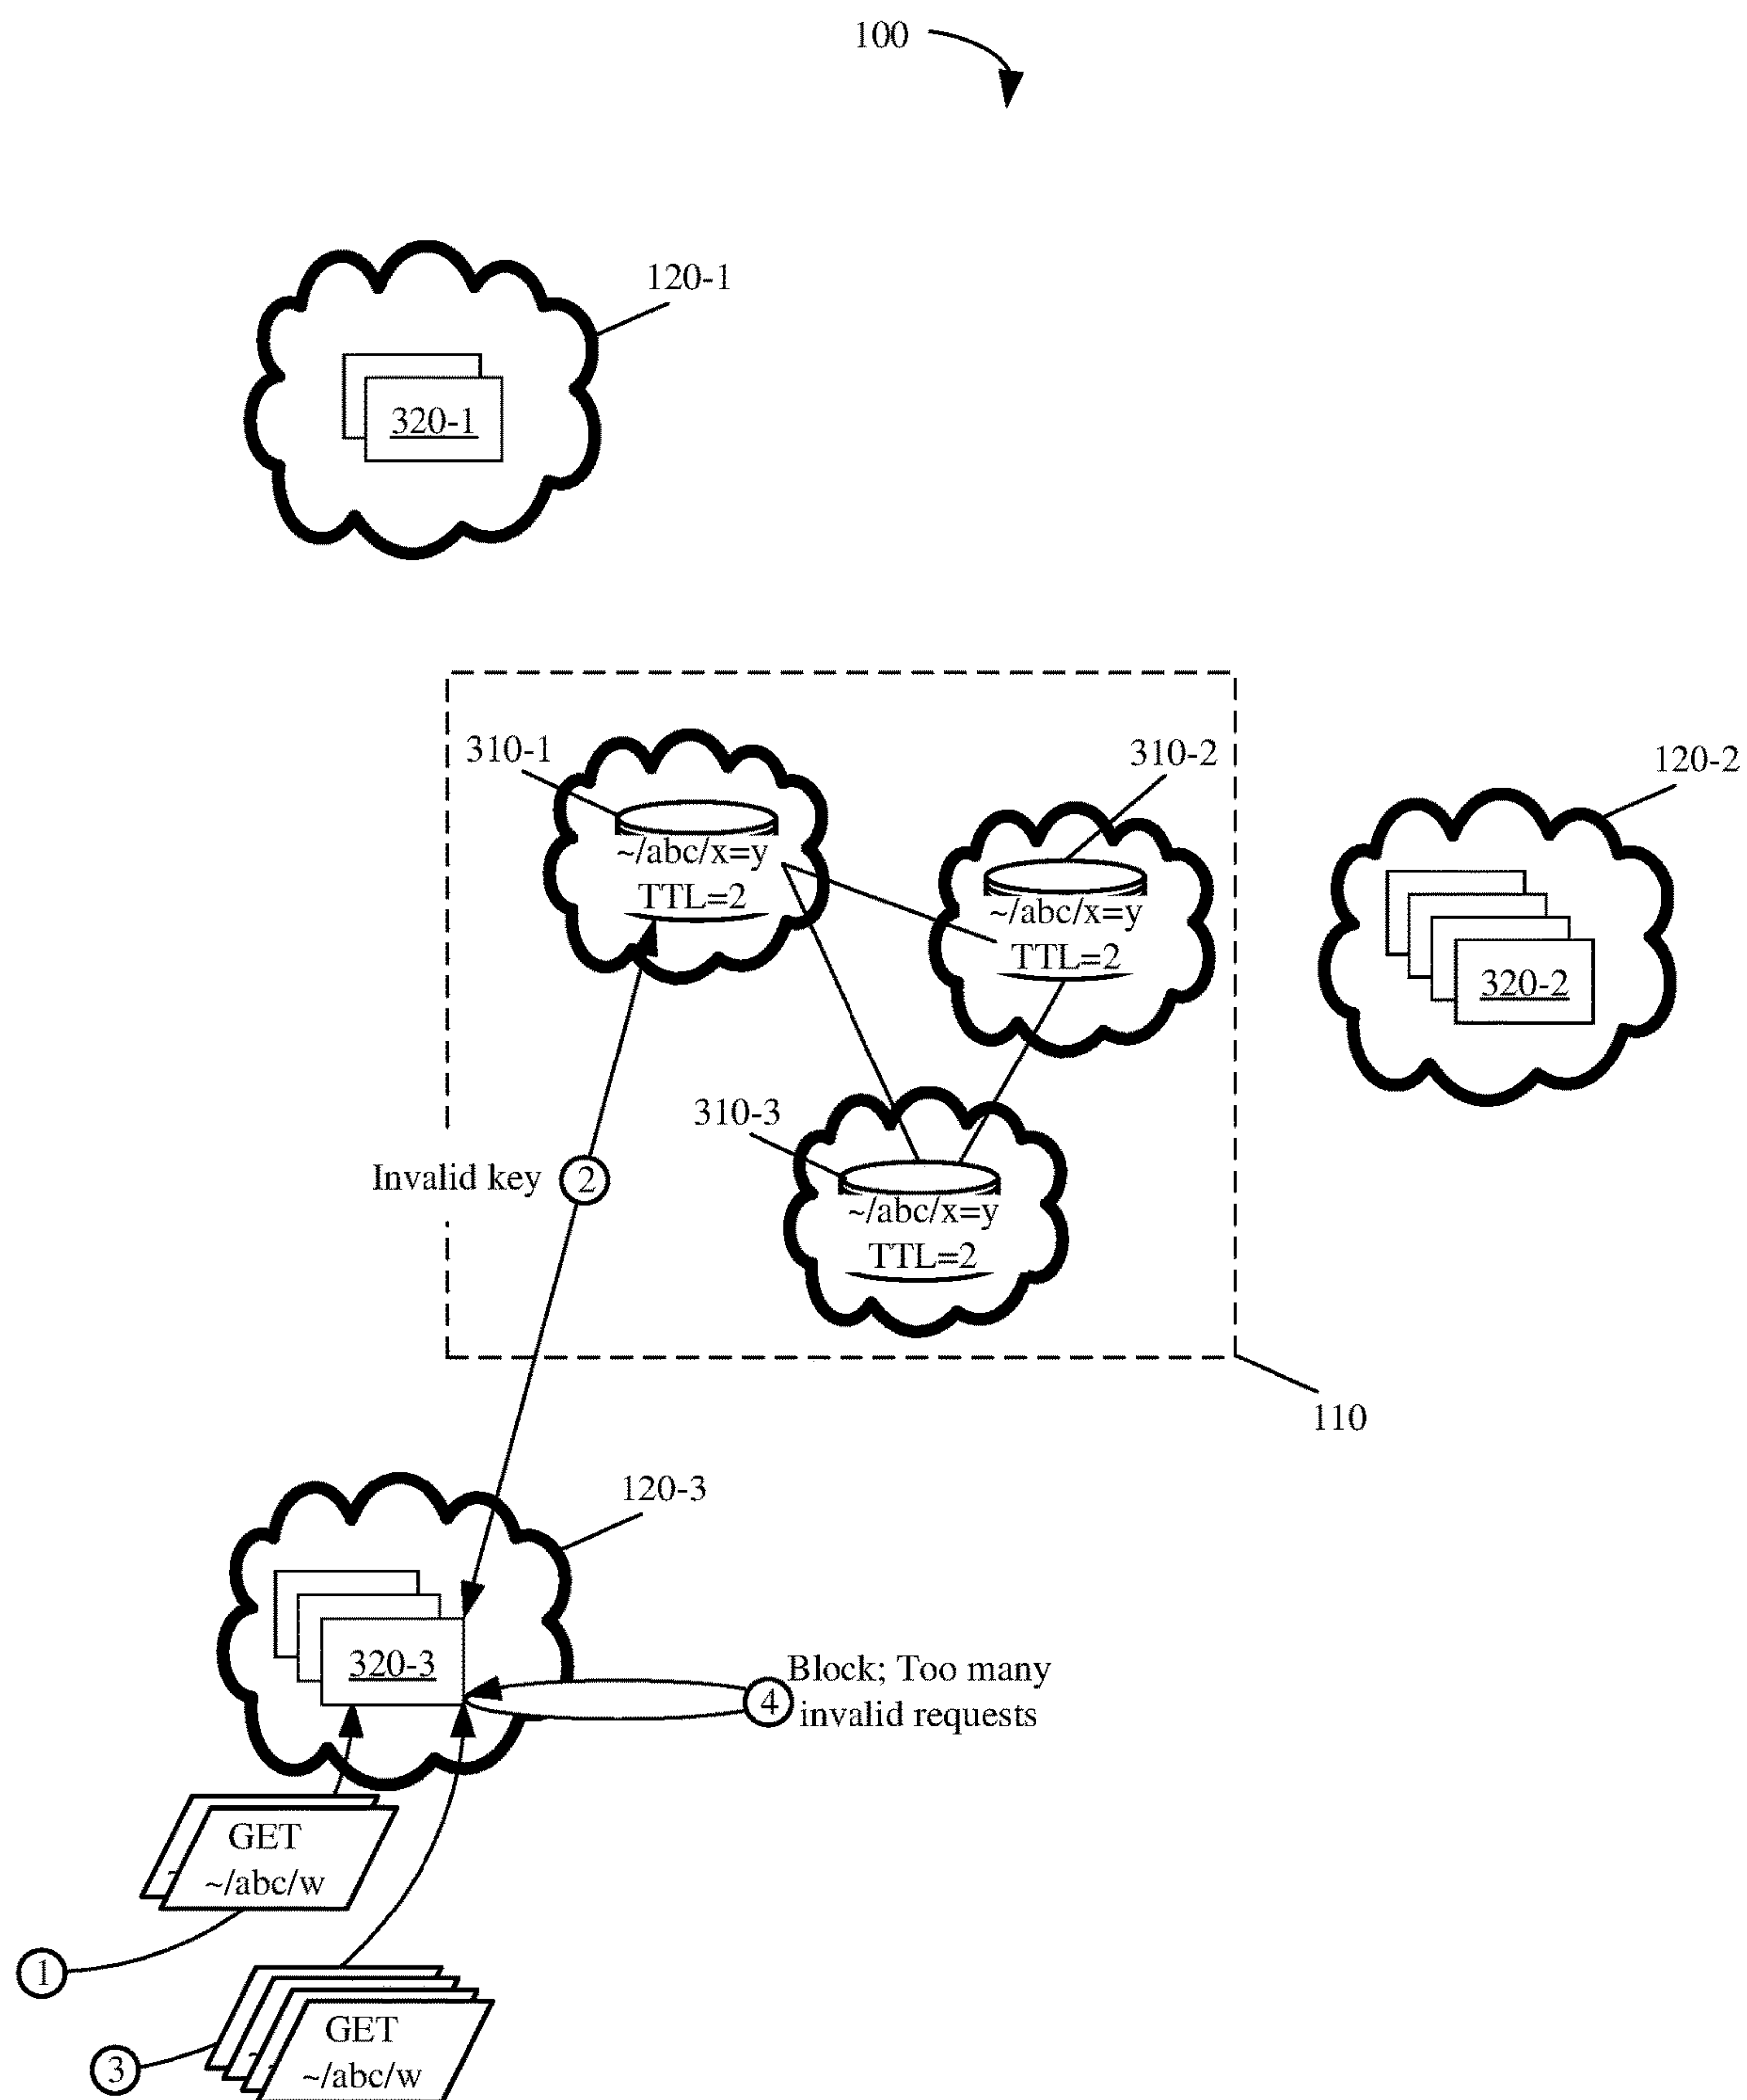 100
120-1
320-1
310-1
310-2
120-2
~/abc/x=y
TTL=2
~/abc/x=y
TTL=2
320-2
310-3
Invalid key
2
~/abc/x=y
TTL=2
110
120-3
320-3
Block; Too many
4
invalid requests
GET
~/abc/w
1
GET
~/abc/w
3